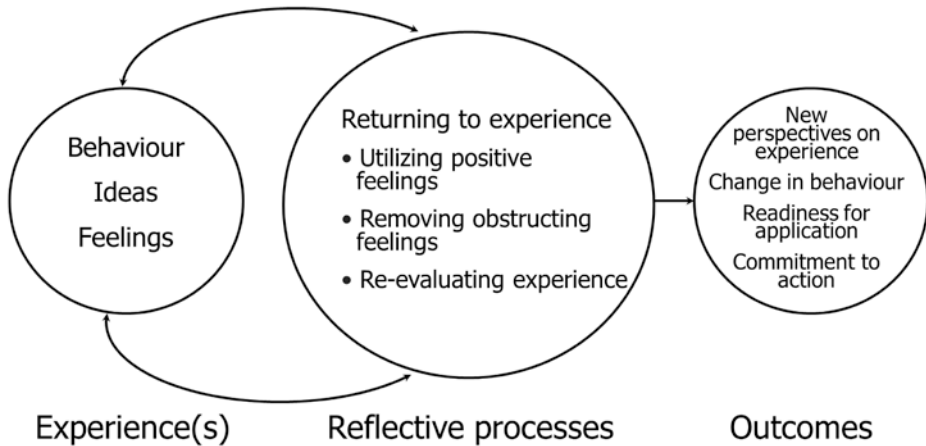 Behaviour
Ideas
Feelings
Returning to experience
• Utilizing positive
feelings
• Removing obstructing
feelings
• Re-evaluating experience
New
perspectives on
experience
Change in behaviour
Readiness for
application
Commitment to
action
Experience(s)
Reflective processes
Outcomes